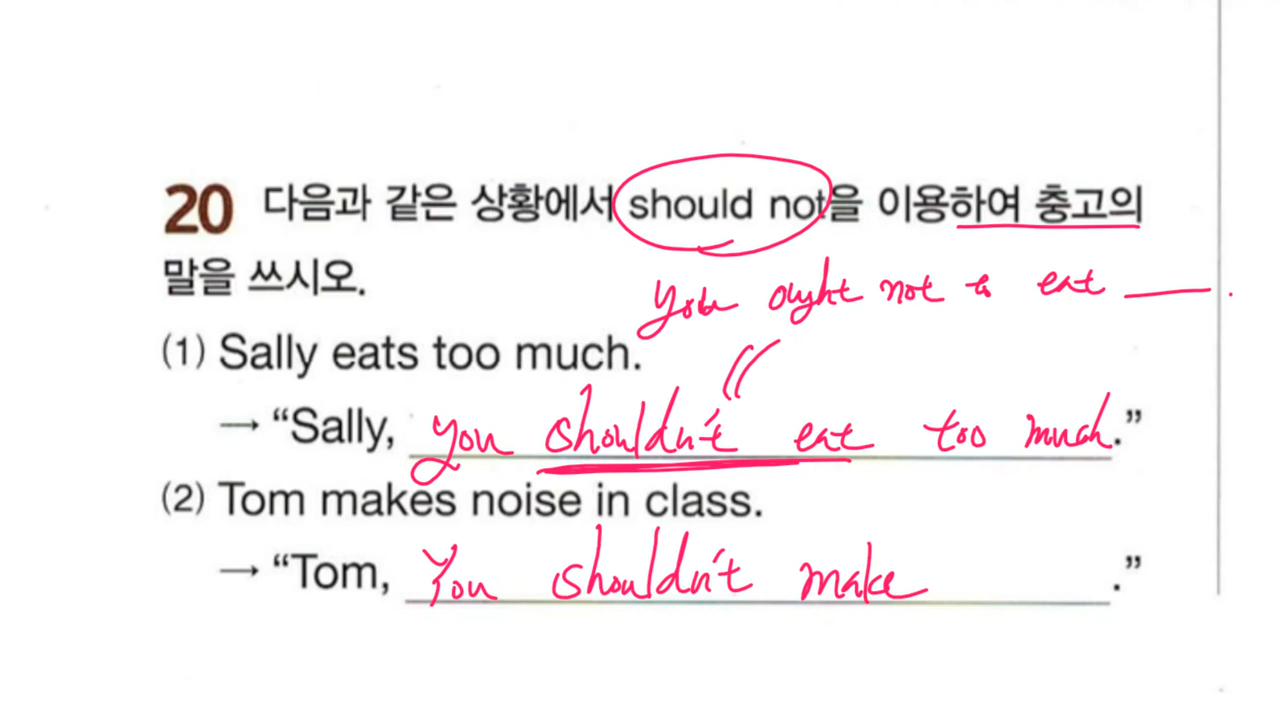 20 다음과 같은 상황에서 should not을 이용하여 충고의
말을 쓰시오.
you ought not to eat ___.
(1) Sally eats too much.
→ “Sally, you shouldn't eat too much.”
(2) Tom makes noise in class.
→ “Tom, You shouldn't make .”